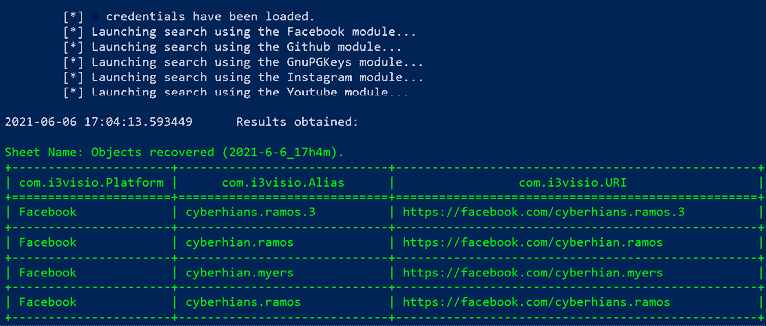 [*] credentials have been loaded.
[*] Launching search using the Facebook module...
[*] Launching search using the Github module...
[*] Launching search using the GnuPGKeys module...
[*] Launching search using the Instagram module...
[*] Launching search using the Youtube module...
2021-06-06 17:04:13.593449 Results obtained:
Sheet Name: Objects recovered (2021-6-6_17h4m).
+----------------------+----------------------------+------------------------------------------------+
| com.i3visio.Platform | com.i3visio.Alias | com.i3visio.URI |
+======================+============================+================================================+
| Facebook | cyberhians.ramos.3 | https://facebook.com/cyberhians.ramos.3 |
+----------------------+----------------------------+------------------------------------------------+
| Facebook | cyberhian.ramos | https://facebook.com/cyberhian.ramos |
+----------------------+----------------------------+------------------------------------------------+
| Facebook | cyberhian.myers | https://facebook.com/cyberhian.myers |
+----------------------+----------------------------+------------------------------------------------+
| Facebook | cyberhians.ramos | https://facebook.com/cyberhians.ramos |
+----------------------+----------------------------+------------------------------------------------+